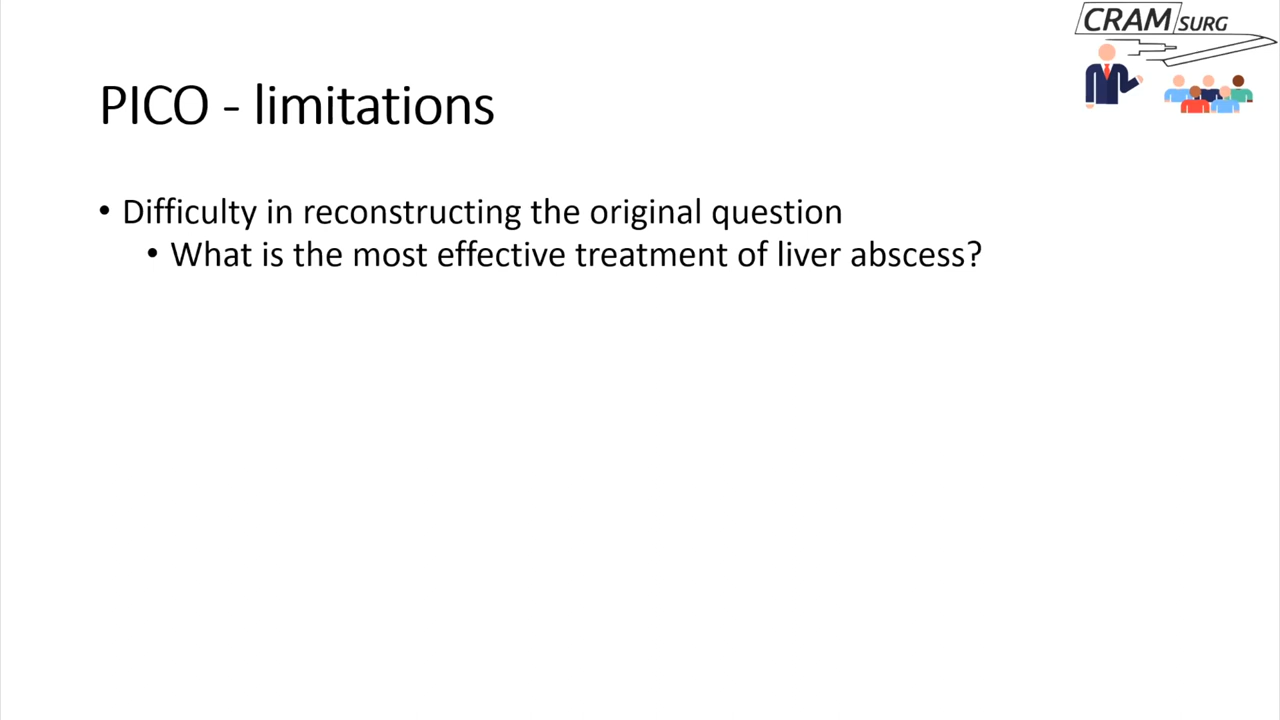 CRAM SURG
PICO - limitations
• Difficulty in reconstructing the original question
• What is the most effective treatment of liver abscess?